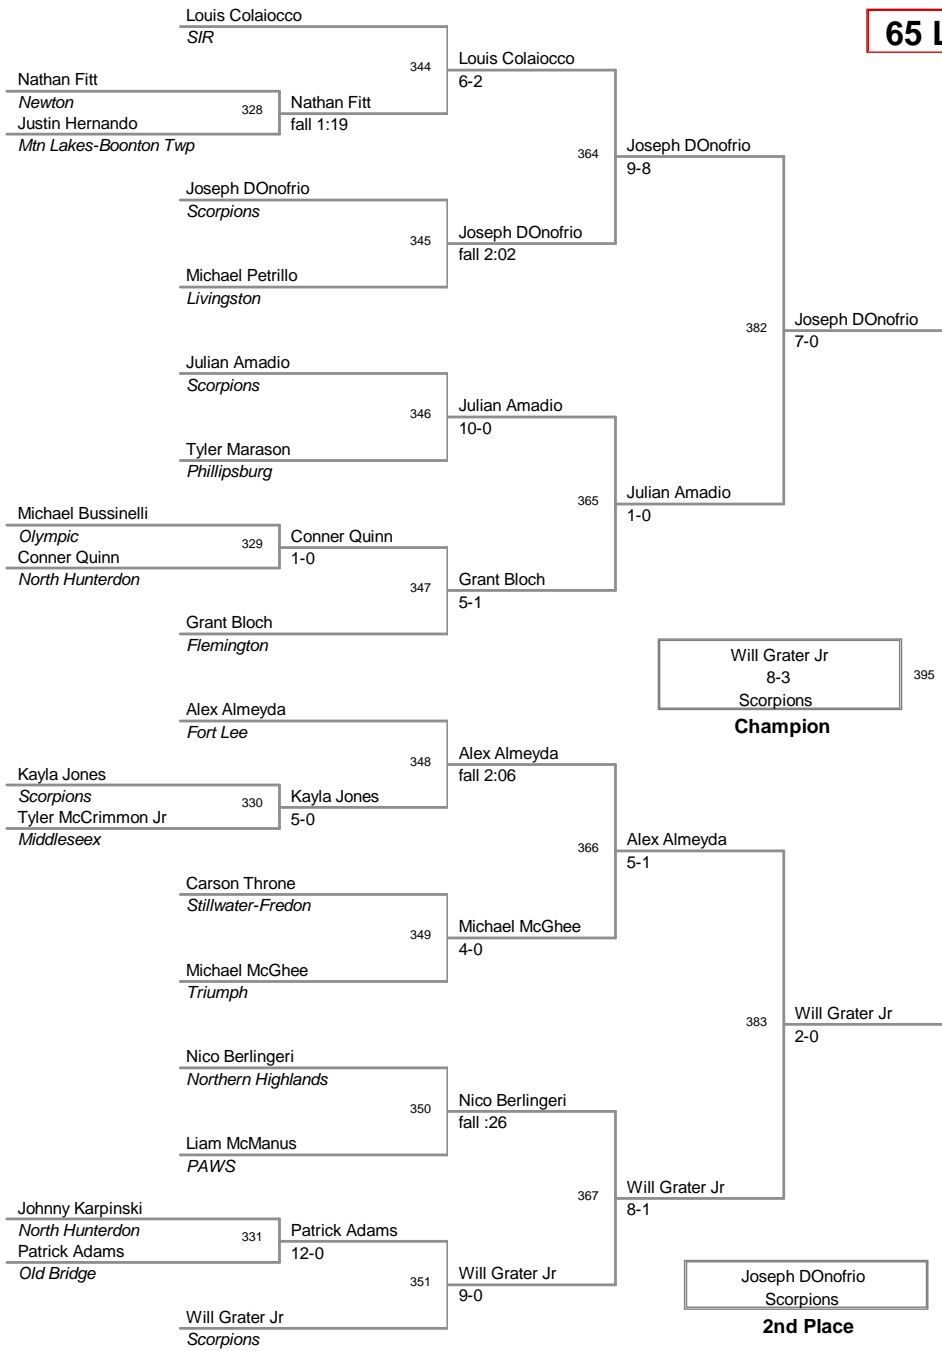 Louis Colaiocco
SIR
65 L
344
Louis Colaiocco
6-2
Nathan Fitt
Newton
328
Nathan Fitt
fall 1:19
Justin Hernando
Mtn Lakes-Boonton Twp
364
Joseph DOnofrio
9-8
Joseph DOnofrio
Scorpions
345
Joseph DOnofrio
fall 2:02
Michael Petrillo
Livingston
382
Joseph DOnofrio
7-0
Julian Amadio
Scorpions
346
Julian Amadio
10-0
Tyler Marason
Phillipsburg
365
Julian Amadio
1-0
Michael Bussinelli
Olympic
329
Conner Quinn
1-0
Conner Quinn
North Hunterdon
347
Grant Bloch
5-1
Grant Bloch
Flemington
Will Grater Jr
8-3
Scorpions
395
Champion
Alex Almeyda
Fort Lee
348
Alex Almeyda
fall 2:06
Kayla Jones
Scorpions
330
Kayla Jones
5-0
Tyler McCrimmon Jr
Middleseex
366
Alex Almeyda
5-1
Carson Throne
Stillwater-Fredon
349
Michael McGhee
4-0
Michael McGhee
Triumph
383
Will Grater Jr
2-0
Nico Berlingeri
Northern Highlands
350
Nico Berlingeri
fall :26
Liam McManus
PAWS
367
Will Grater Jr
8-1
Johnny Karpinski
North Hunterdon
331
Patrick Adams
12-0
Patrick Adams
Old Bridge
351
Will Grater Jr
9-0
Will Grater Jr
Scorpions
Joseph DOnofrio
Scorpions
2nd Place